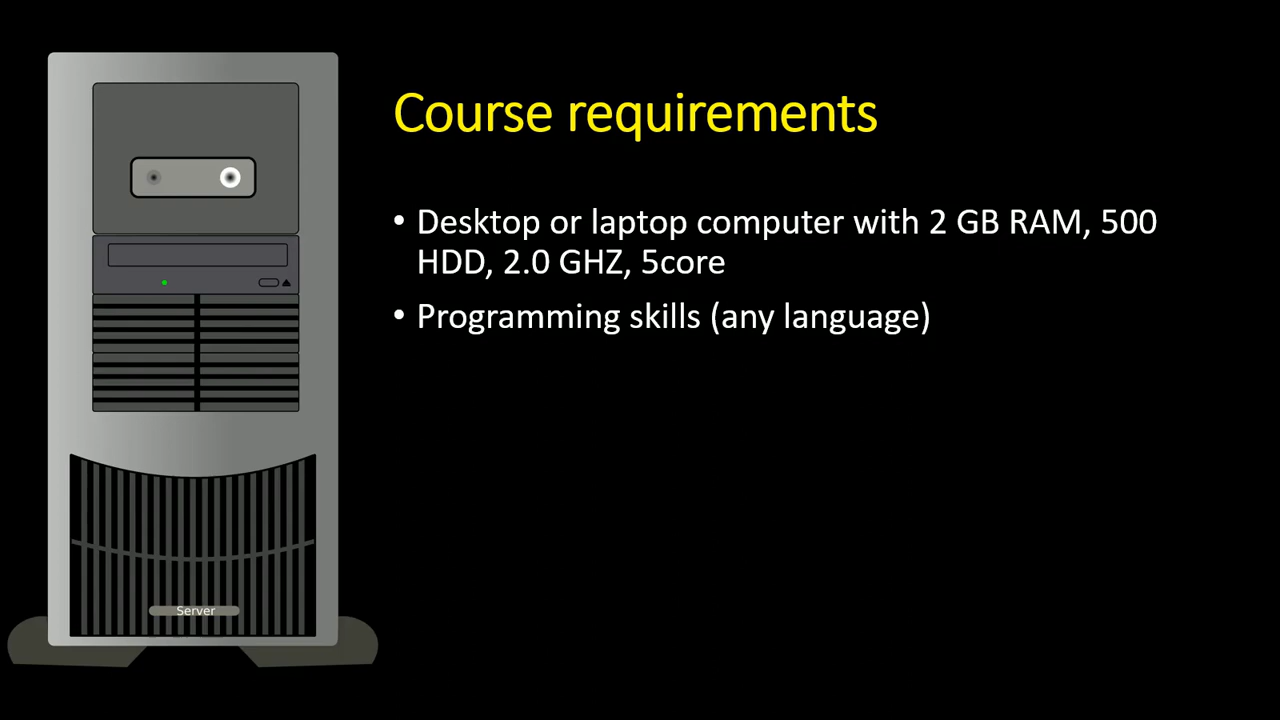 Course requirements
• Desktop or laptop computer with 2 GB RAM, 500
HDD, 2.0 GHZ, 5core
• Programming skills (any language)
Server